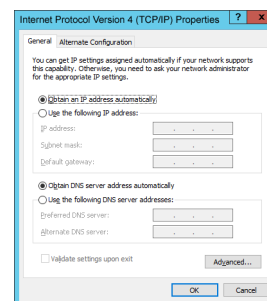 Internet Protocol Version 4 (TCP/IP) Properties ? x
General Alternate Configuration
You can get IP settings assigned automatically if your network supports
this capability. Otherwise, you need to ask your network administrator
for the appropriate IP settings.
Obtain an IP address automatically
Use the following IP address:
IP address:
Subnet mask:
Default gateway:
Obtain DNS server address automatically
Use the following DNS server addresses:
Preferred DNS server:
Alternate DNS server:
Validate settings upon exit
Advanced...
OK Cancel